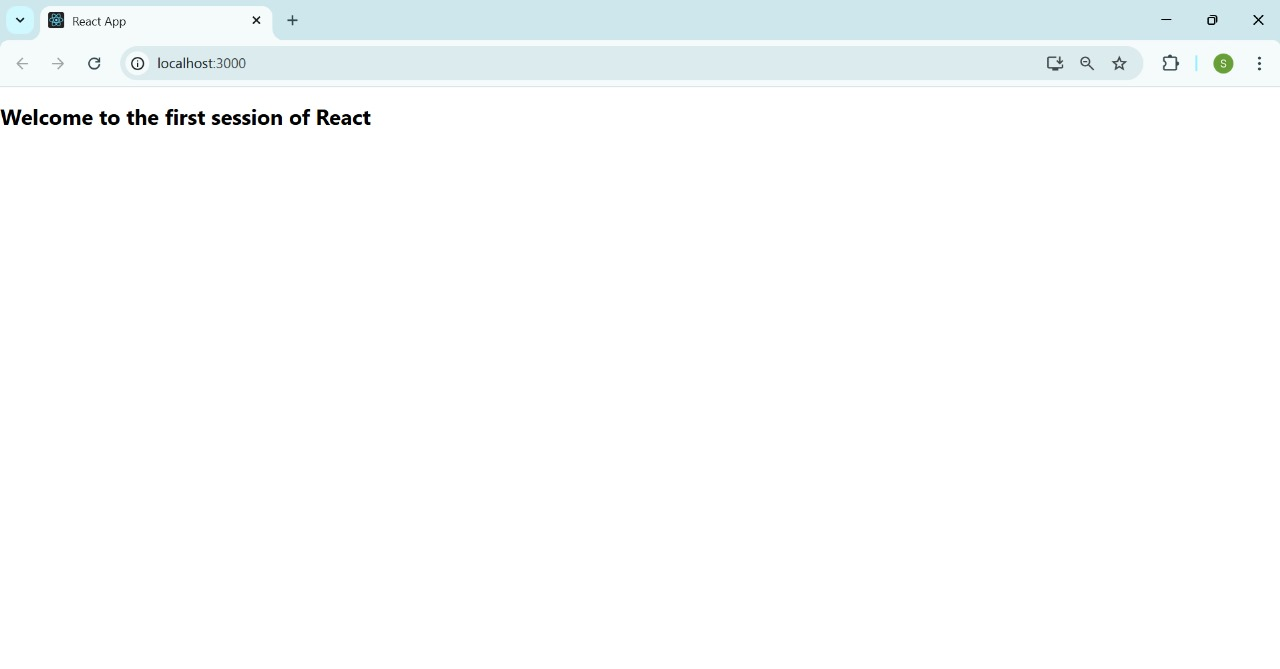 React App
localhost:3000
S
Welcome to the first session of React